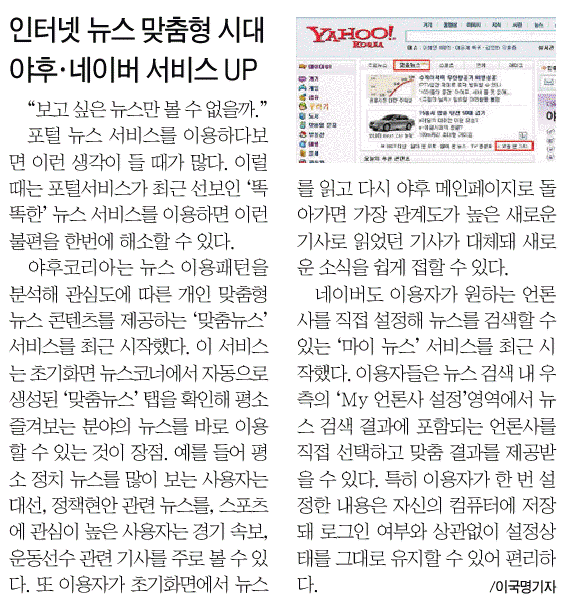 인터넷 뉴스 맞춤형 시대
야후·네이버 서비스 UP
“보고 싶은 뉴스만 볼 수 없을까.”
포털 뉴스 서비스를 이용하다보
면 이런 생각이 들 때가 많다. 이럴
때는 포털서비스가 최근 선보인 ‘똑
똑한’ 뉴스 서비스를 이용하면 이런
불편을 한번에 해소할 수 있다.
야후코리아는 뉴스 이용패턴을
분석해 관심도에 따른 개인 맞춤형
뉴스 콘텐츠를 제공하는 ‘맞춤뉴스’
서비스를 최근 시작했다. 이 서비스
는 초기화면 뉴스코너에서 자동으로
생성된 ‘맞춤뉴스’ 탭을 확인해 평소
즐겨보는 분야의 뉴스를 바로 이용
할 수 있는 것이 장점. 예를 들어 평
소 정치 뉴스를 많이 보는 사용자는
대선, 정책현안 관련 뉴스를, 스포츠
에 관심이 높은 사용자는 경기 속보,
운동선수 관련 기사를 주로 볼 수 있
다. 또 이용자가 초기화면에서 뉴스
YAHOO!
KOREA
맞춤뉴스
를 읽고 다시 야후 메인페이지로 돌
아가면 가장 관계도가 높은 새로운
기사로 읽었던 기사가 대체돼 새로
운 소식을 쉽게 접할 수 있다.
네이버도 이용자가 원하는 언론
사를 직접 설정해 뉴스를 검색할 수
있는 ‘마이 뉴스’ 서비스를 최근 시
작했다. 이용자들은 뉴스 검색 내 우
측의 ‘My 언론사 설정’영역에서 뉴
스 검색 결과에 포함되는 언론사를
직접 선택하고 맞춤 결과를 제공받
을 수 있다. 특히 이용자가 한 번 설
정한 내용은 자신의 컴퓨터에 저장
돼 로그인 여부와 상관없이 설정상
태를 그대로 유지할 수 있어 편리하
다. /이국명기자